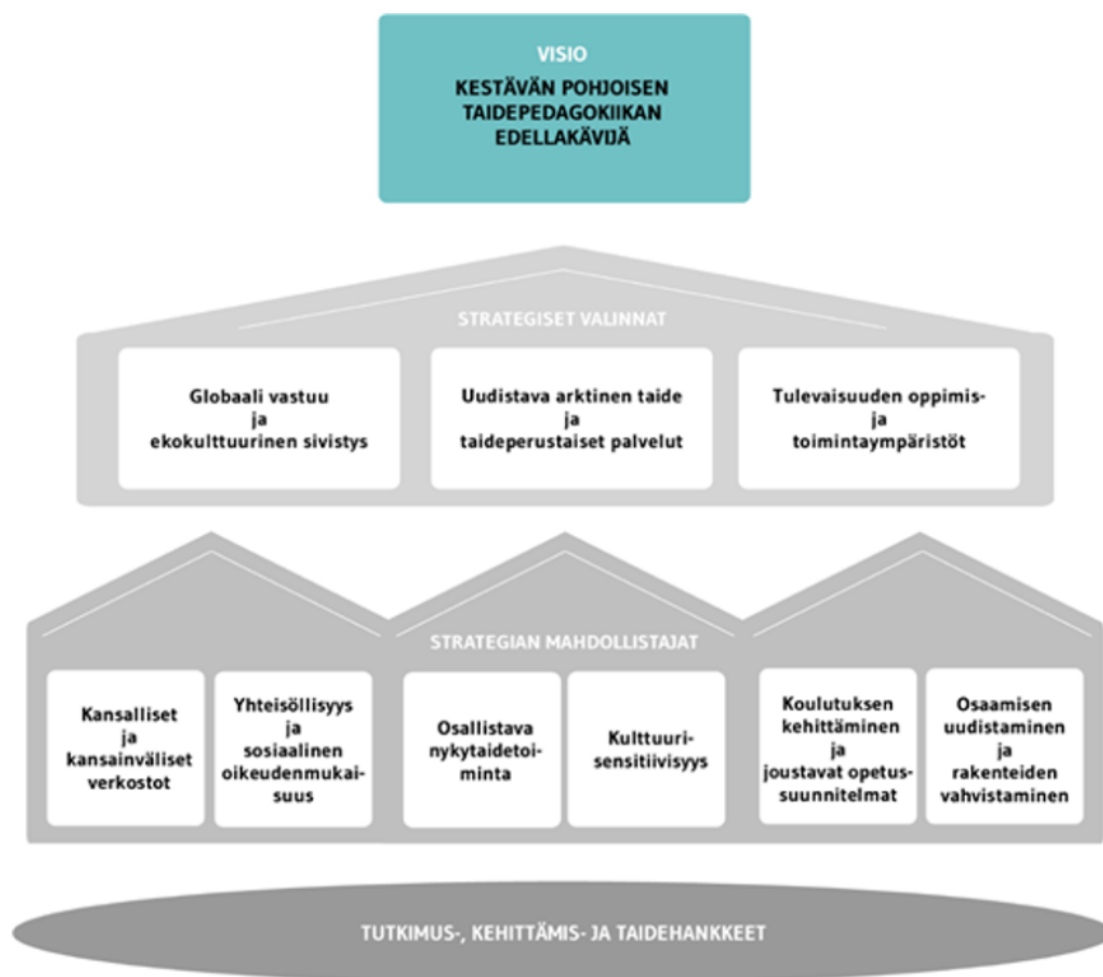 VISIO
KESTÄVÄN POHJOISEN
TAIDEPEDAGOKIIKAN
EDELLAKÄVIJÄ
STRATEGISET VALINNAT
Globaali vastuu
ja
ekokulttuurinen sivistys
Uudistava arktinen taide
ja
taideperustaiset palvelut
Tulevaisuuden oppimis-
ja
toimintaympäristöt
STRATEGIAN MAHDOLLISTAJAT
Kansalliset
ja
kansainväliset
verkostot
Yhteisöllisyys
ja
sosiaalinen
oikeudenmukai-
suus
Osallistava
nykytaidetoi-
minta
Kulttuuri-
sensitiivisyys
Koulutuksen
kehittäminen
ja
joustavat opetus-
suunnitelmat
Osaamisen
uudistaminen
ja
rakenteiden
vahvistaminen
TUTKIMUS-, KEHITTÄMIS- JA TAIDEHANKKEET